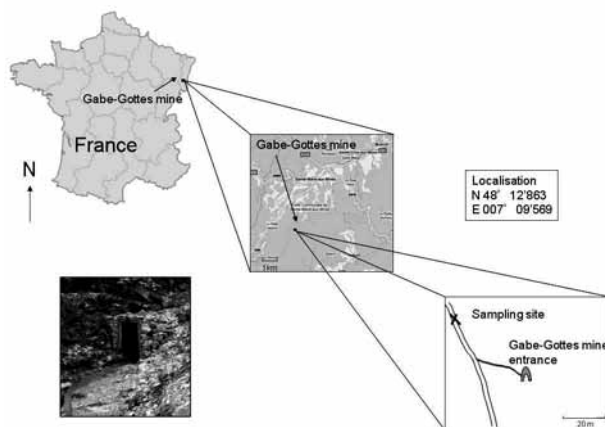 Gabe-Gottes mine
France
N
Gabe-Gottes mine
1km
Localisation
N 48° 12'863
E 007° 09'569
Sampling site
Gabe-Gottes mine
entrance
20 m